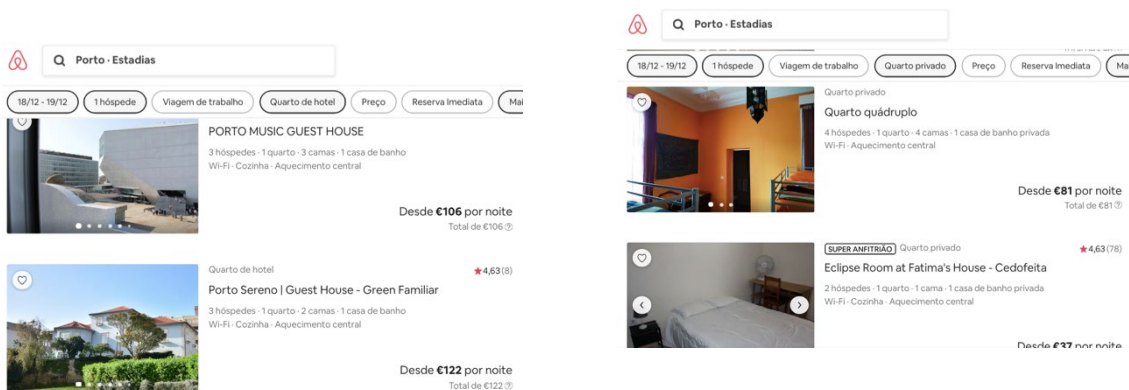 Porto · Estadias
18/12 - 19/12
1 hóspede
Viagem de trabalho
Quarto de hotel
Preço
Reserva Imediata
Mai
PORTO MUSIC GUEST HOUSE
3 hóspedes · 1 quarto · 3 camas · 1 casa de banho
Wi-Fi · Cozinha · Aquecimento central
Desde €106 por noite
Total de €106
Quarto de hotel
4,63 (8)
Porto Sereno | Guest House - Green Familiar
3 hóspedes · 1 quarto · 2 camas · 1 casa de banho
Wi-Fi · Cozinha · Aquecimento central
Desde €122 por noite
Total de €122
Porto · Estadias
18/12 - 19/12
1 hóspede
Viagem de trabalho
Quarto privado
Preço
Reserva Imediata
Ma
Quarto privado
Quarto quádruplo
4 hóspedes · 1 quarto · 4 camas · 1 casa de banho privada
Wi-Fi · Aquecimento central
Desde €81 por noite
Total de €81
SUPER ANFITRIÃO Quarto privado
4,63 (78)
Eclipse Room at Fatima's House - Cedofeita
2 hóspedes · 1 quarto · 1 cama · 1 casa de banho privada
Wi-Fi · Cozinha · Aquecimento central
Desde €37 por noite